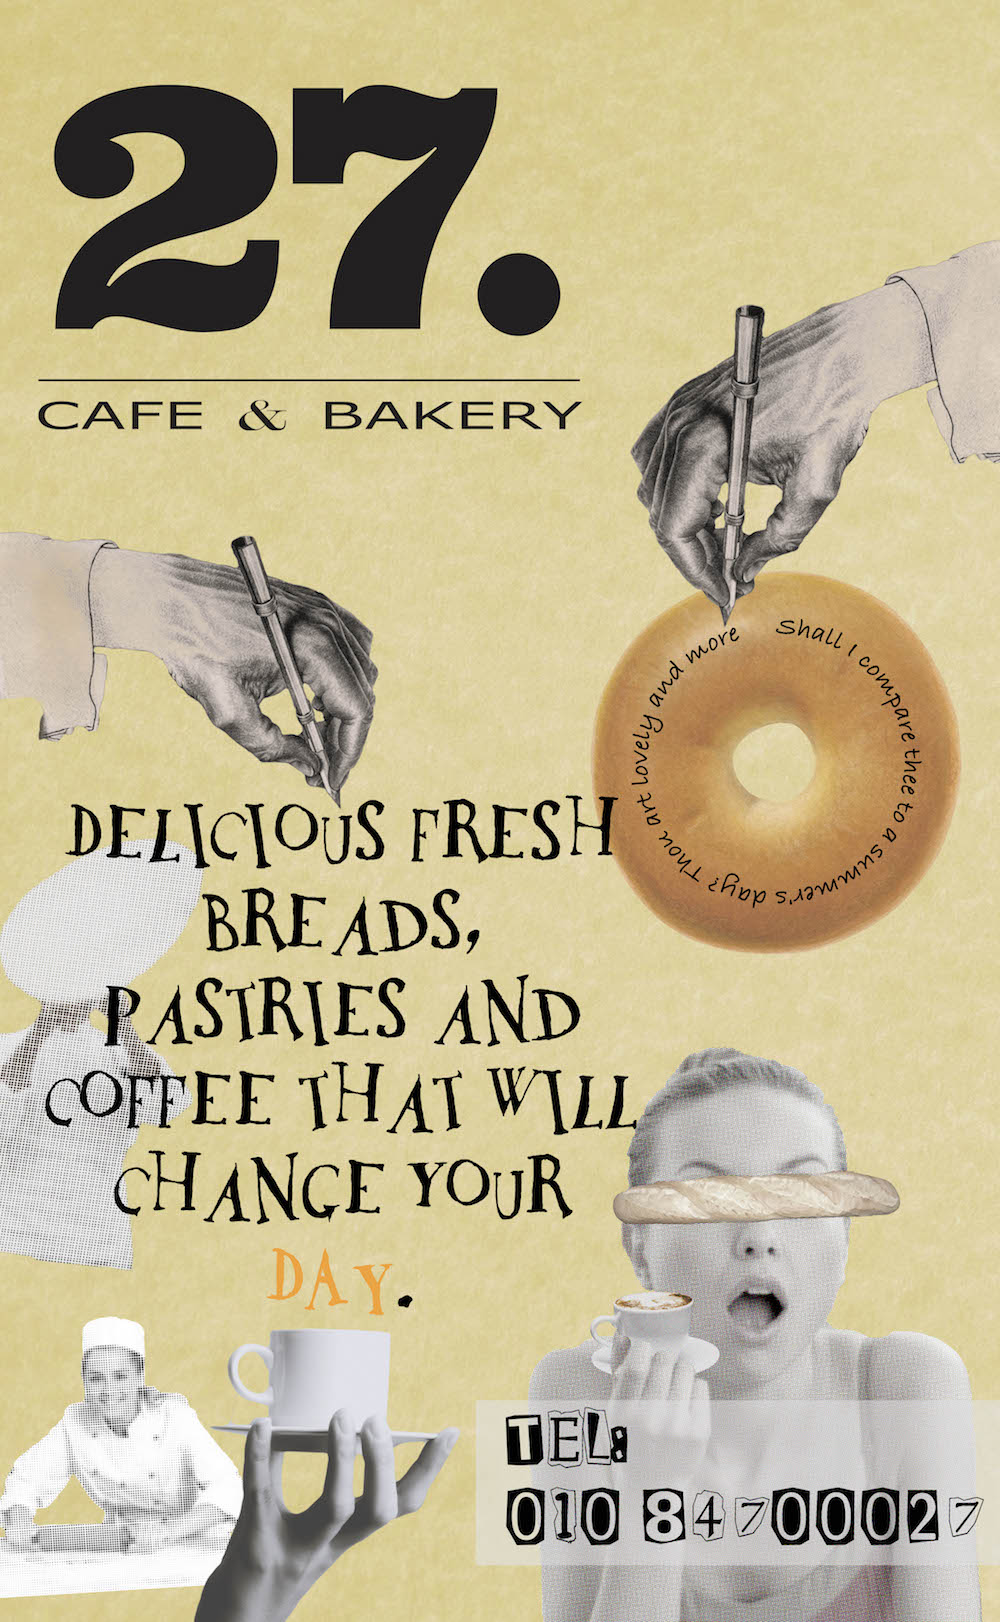 27.
CAFE & BAKERY
Shall I compare thee to a summer's day? Thou art lovely and more
DELICIOUS FRESH
BREADS,
PASTRIES AND
COFFEE THAT WILL
CHANGE YOUR
DAY.
TEL:
010 84700027